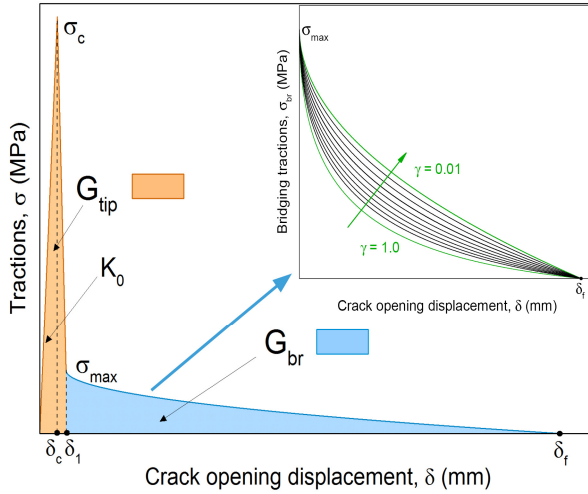 σc
Gtip
K0
σmax
Gbr
δc δ1
δf
Tractions, σ (MPa)
Crack opening displacement, δ (mm)
σmax
γ = 0.01
γ = 1.0
δf
Bridging tractions, σbr (MPa)
Crack opening displacement, δ (mm)